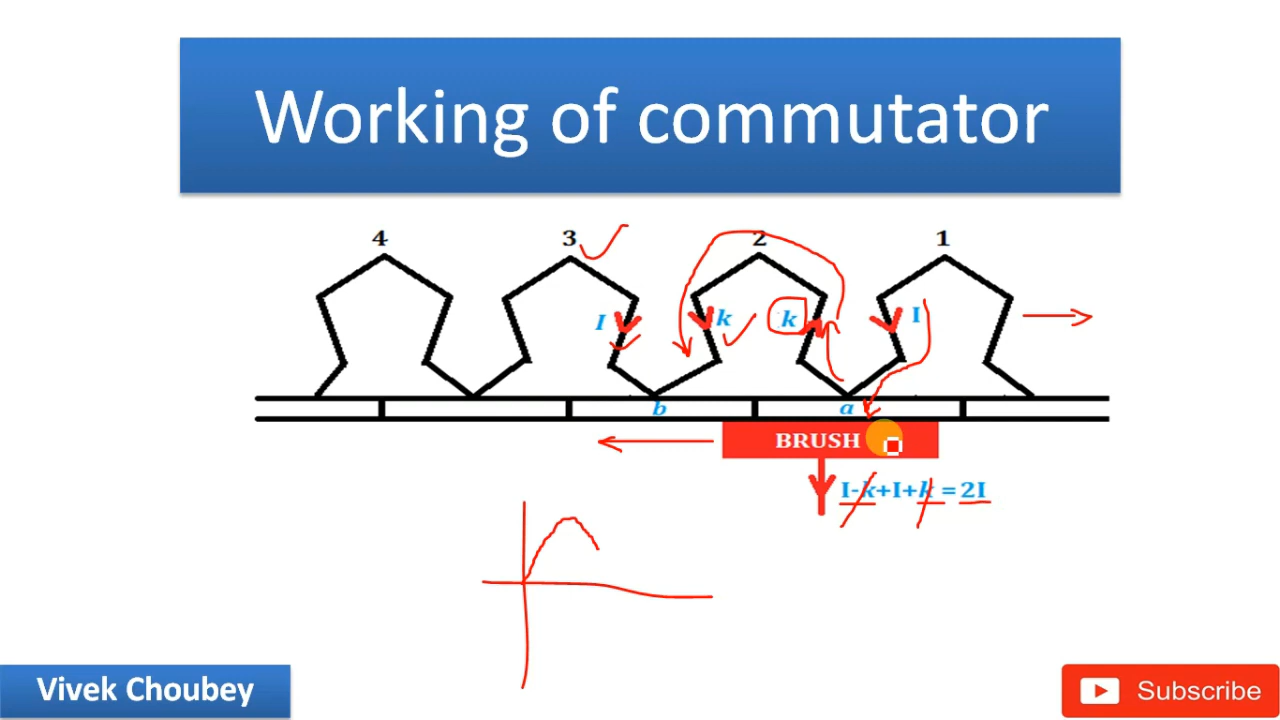 Working of commutator
4 3 2 1
I k k I
b a
BRUSH
I-k+I+k = 2I
Vivek Choubey
Subscribe